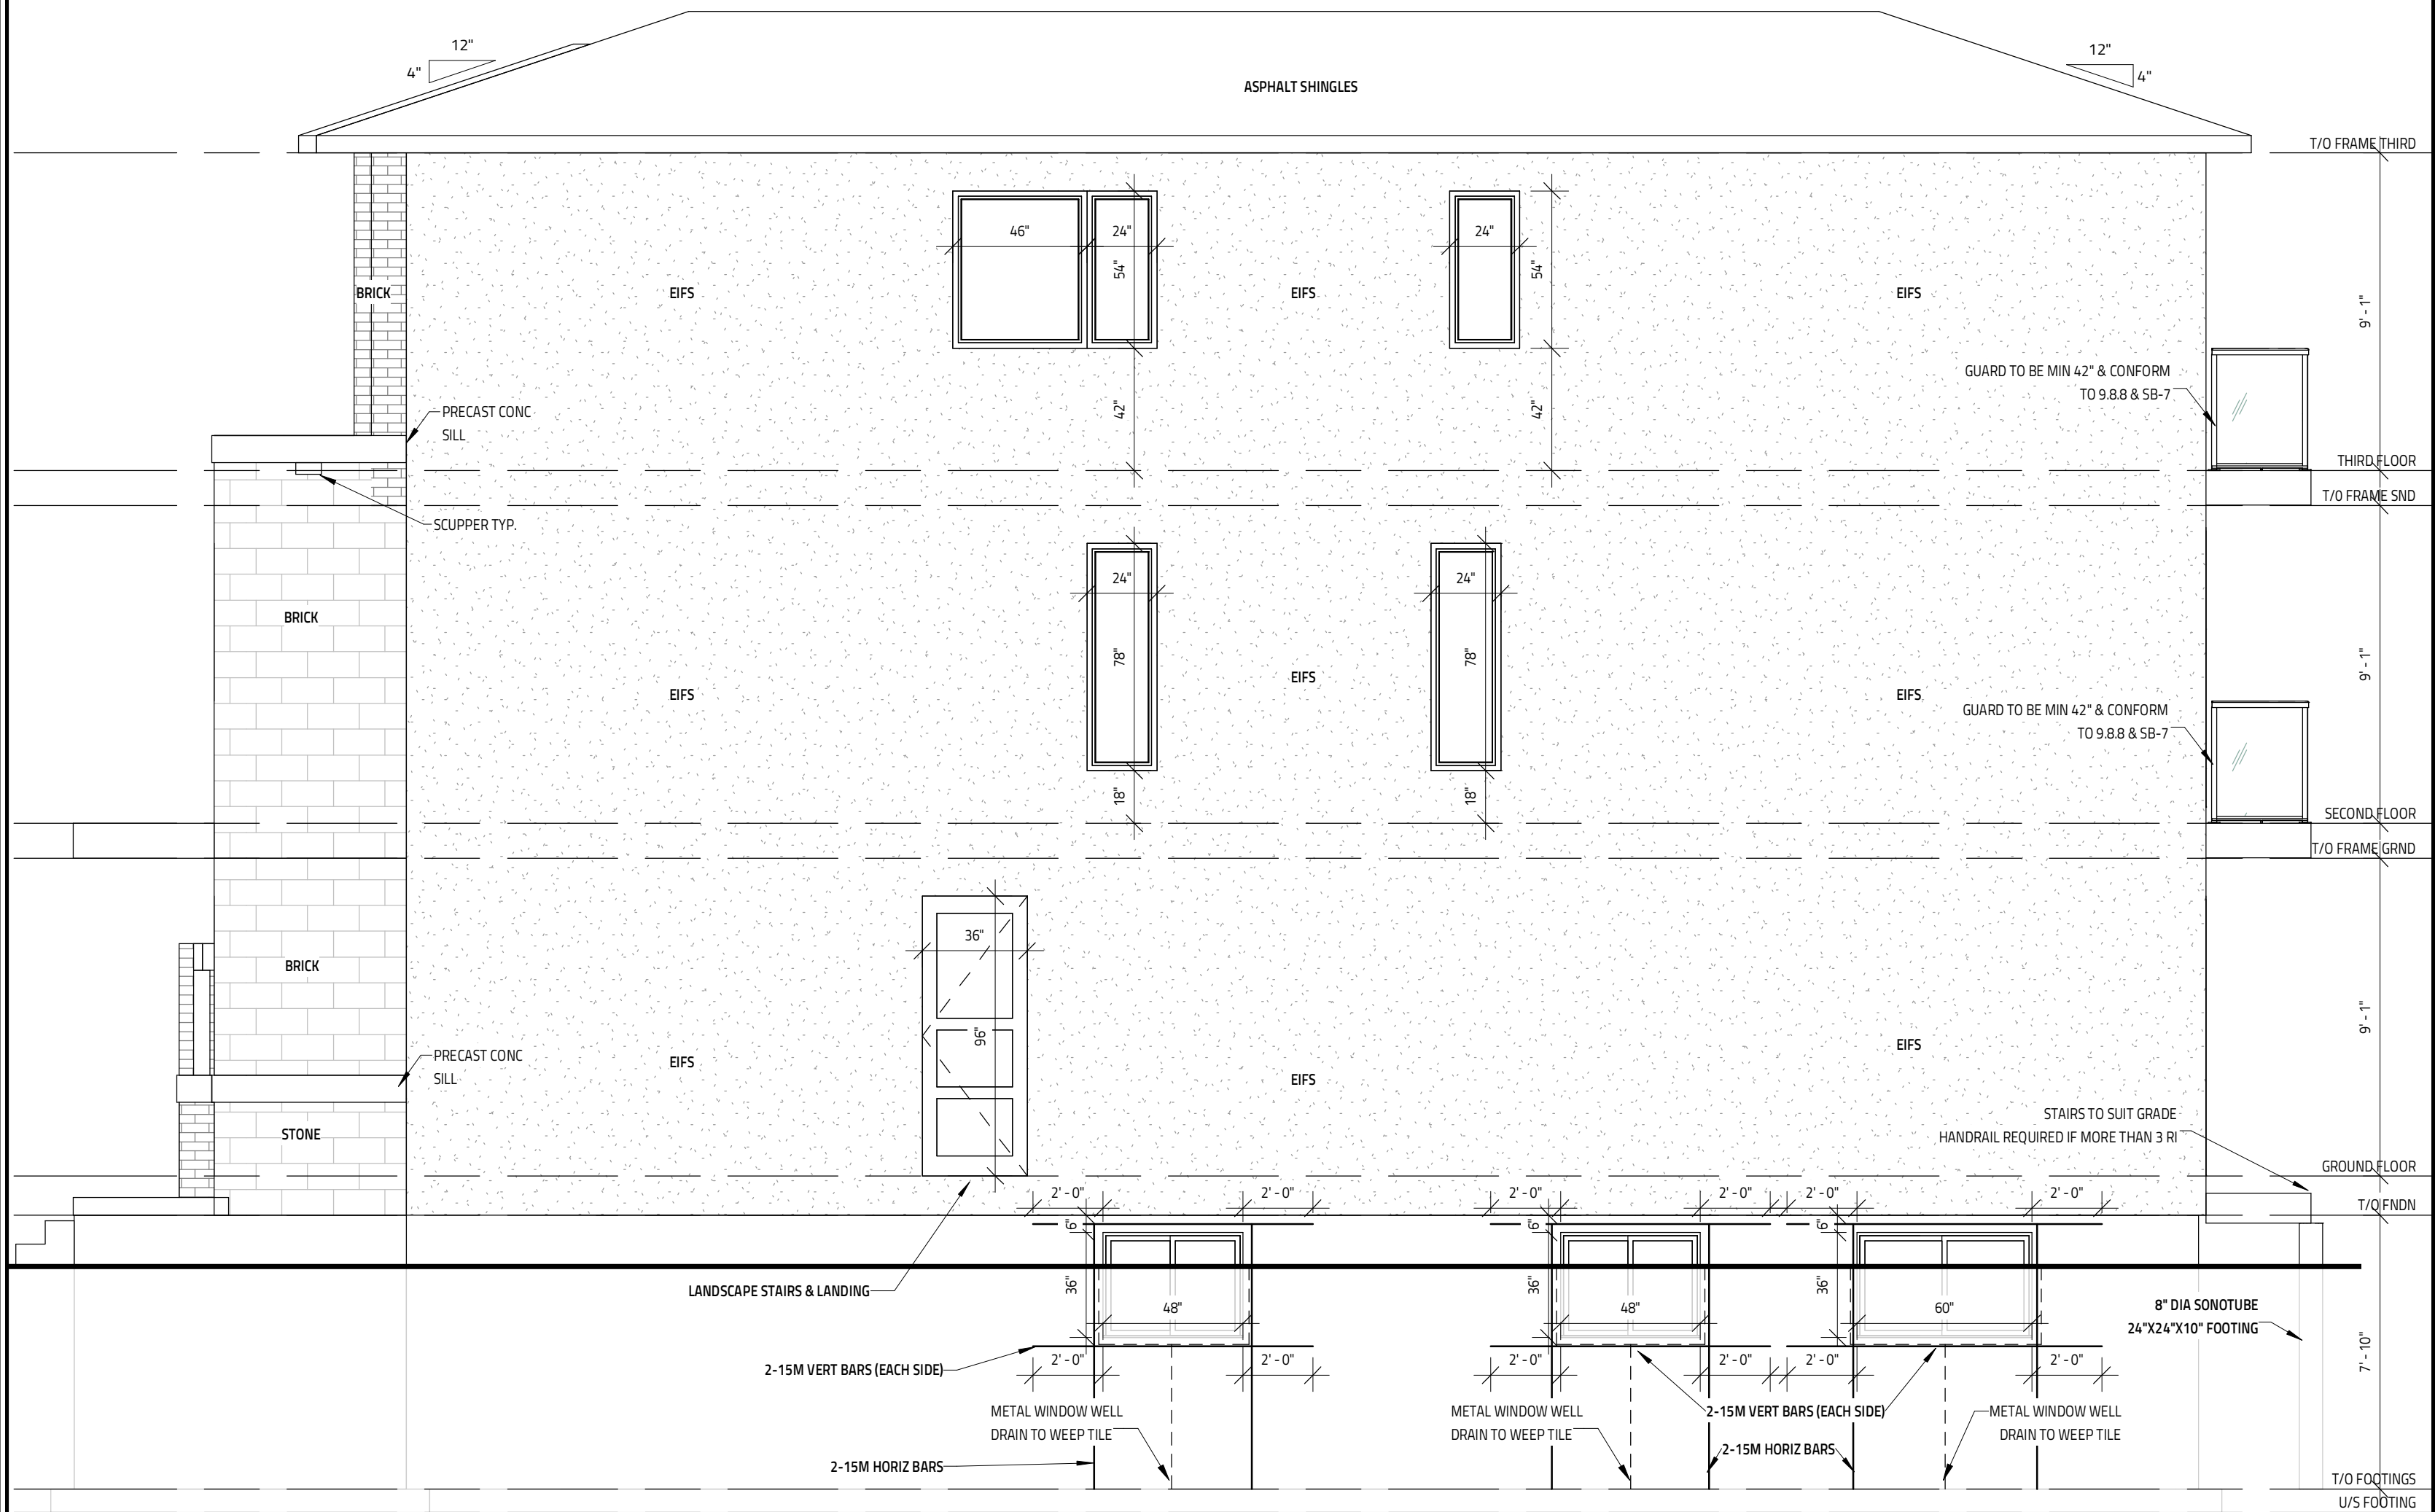 12"
4"
12"
4"
ASPHALT SHINGLES
T/O FRAME THIRD
46"
24"
54"
24"
54"
BRICK
EIFS
EIFS
EIFS
9' - 1"
GUARD TO BE MIN 42" & CONFORM
TO 9.8.8 & SB-7
PRECAST CONC
SILL
42"
42"
THIRD FLOOR
T/O FRAME SND
SCUPPER TYP.
24"
24"
BRICK
78"
78"
EIFS
EIFS
EIFS
9' - 1"
GUARD TO BE MIN 42" & CONFORM
TO 9.8.8 & SB-7
18"
18"
SECOND FLOOR
T/O FRAME GRND
36"
96"
BRICK
9' - 1"
PRECAST CONC
SILL
EIFS
EIFS
EIFS
STONE
STAIRS TO SUIT GRADE
HANDRAIL REQUIRED IF MORE THAN 3 RI
GROUND FLOOR
2' - 0"
2' - 0"
2' - 0"
2' - 0"
2' - 0"
2' - 0"
T/O FNDN
6"
6"
6"
36"
36"
36"
LANDSCAPE STAIRS & LANDING
48"
48"
60"
8" DIA SONOTUBE
24"X24"X10" FOOTING
2-15M VERT BARS (EACH SIDE)
2' - 0"
2' - 0"
2' - 0"
2' - 0"
2' - 0"
2' - 0"
7' - 10"
METAL WINDOW WELL
DRAIN TO WEEP TILE
METAL WINDOW WELL
DRAIN TO WEEP TILE
2-15M VERT BARS (EACH SIDE)
METAL WINDOW WELL
DRAIN TO WEEP TILE
2-15M HORIZ BARS
2-15M HORIZ BARS
T/O FOOTINGS
U/S FOOTING